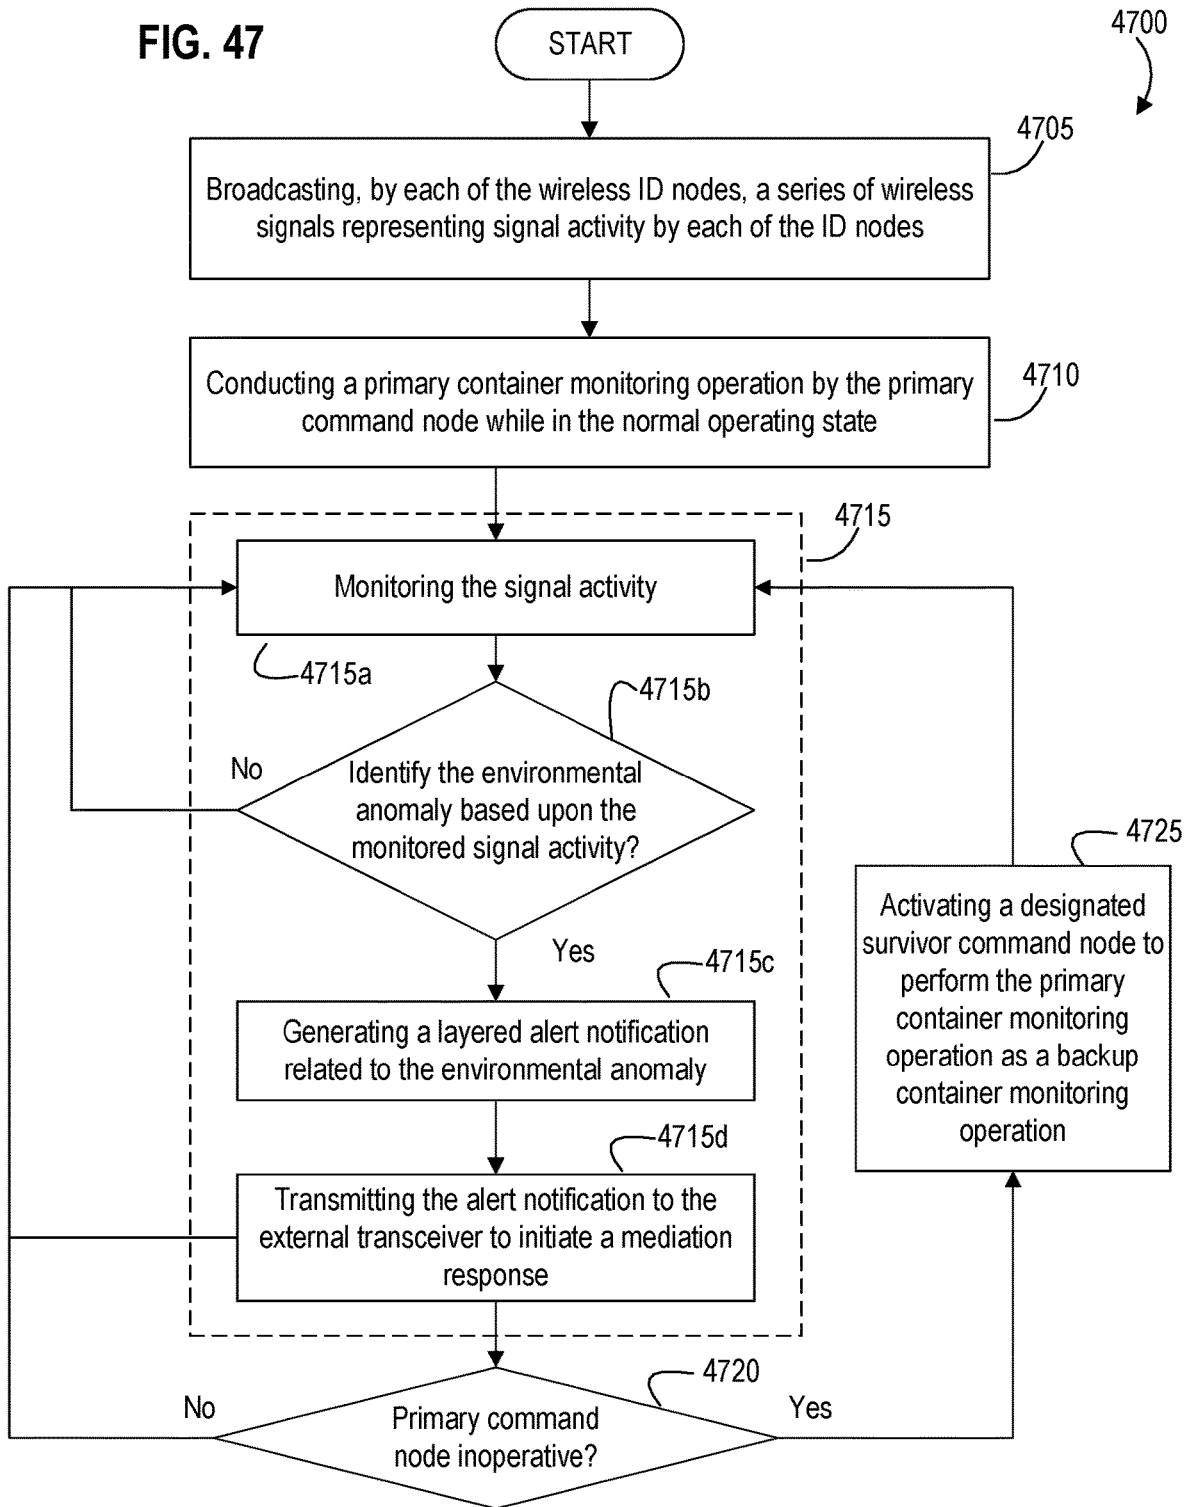 FIG. 47
START
4700
4705
Broadcasting, by each of the wireless ID nodes, a series of wireless
signals representing signal activity by each of the ID nodes
Conducting a primary container monitoring operation by the primary
command node while in the normal operating state
4710
4715
Monitoring the signal activity
4715a
4715b
No
Identify the environmental
anomaly based upon the
monitored signal activity?
Yes
4715c
Generating a layered alert notification
related to the environmental anomaly
4715d
Transmitting the alert notification to the
external transceiver to initiate a mediation
response
4725
Activating a designated
survivor command node to
perform the primary
container monitoring
operation as a backup
container monitoring
operation
4720
No
Primary command
node inoperative?
Yes